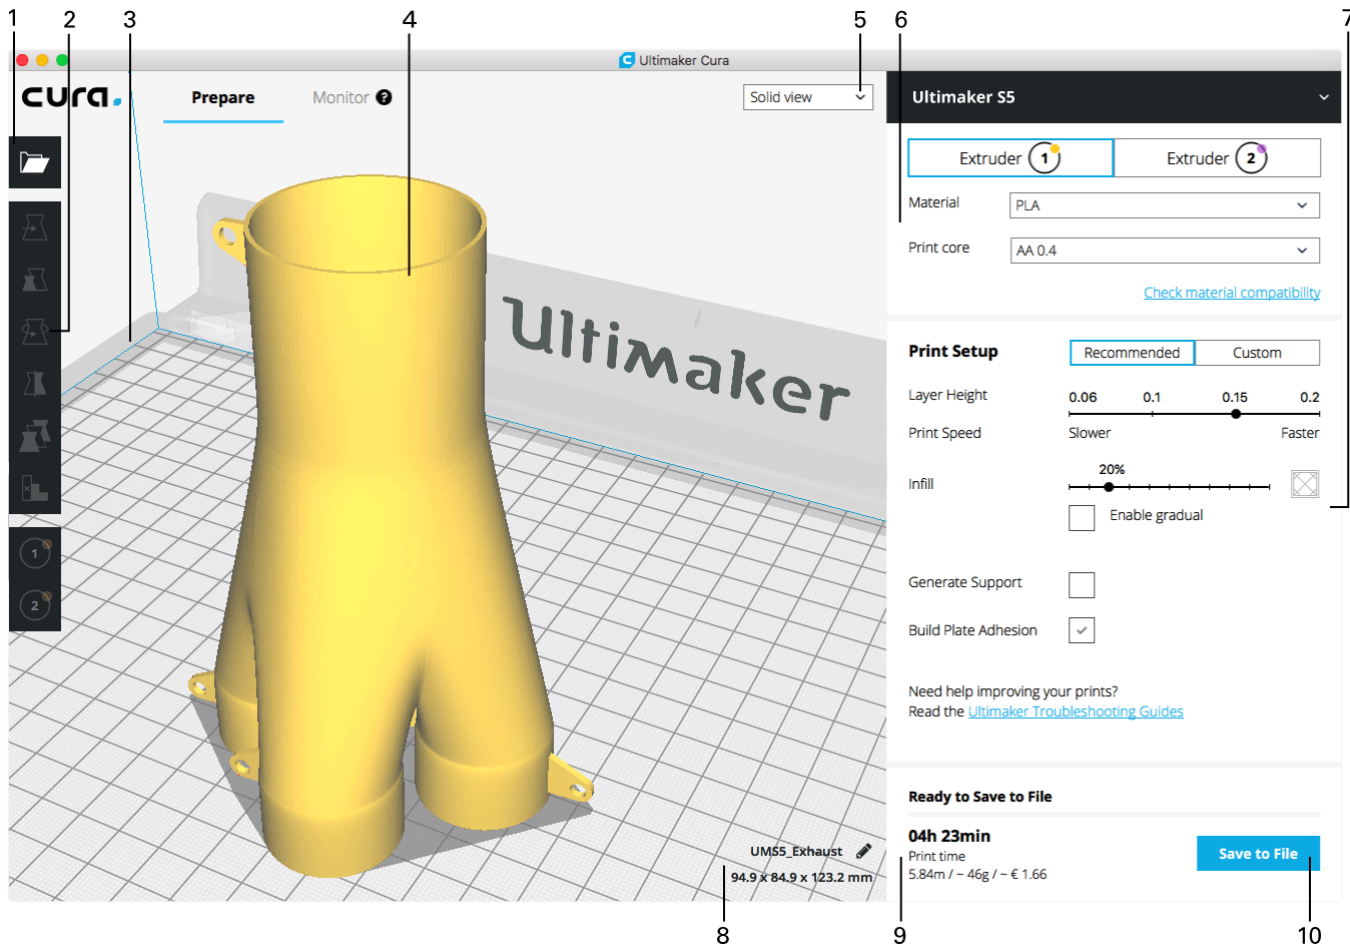 1 2 3 4 5 6 7
Ultimaker Cura
cura.
Prepare
Monitor ?
Solid view
Ultimaker S5
Extruder 1
Extruder 2
Material
PLA
Print core
AA 0.4
Check material compatibility
Ultimaker
Print Setup
Recommended
Custom
Layer Height
0.06 0.1 0.15 0.2
Print Speed
Slower
Faster
20%
Infill
Enable gradual
1
2
Generate Support
Build Plate Adhesion
Need help improving your prints?
Read the Ultimaker Troubleshooting Guides
Ready to Save to File
04h 23min
Print time
5.84m / ~ 46g / ~ € 1.66
Save to File
UMS5_Exhaust
94.9 x 84.9 x 123.2 mm
8 9 10